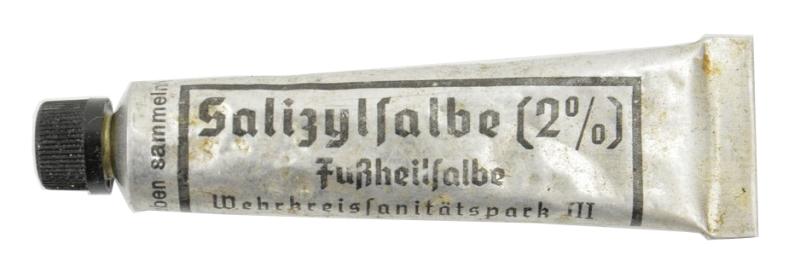 ben sammeln
Salizylſalbe (2%)
Fußheilſalbe
Wehrkreisſanitätspark III